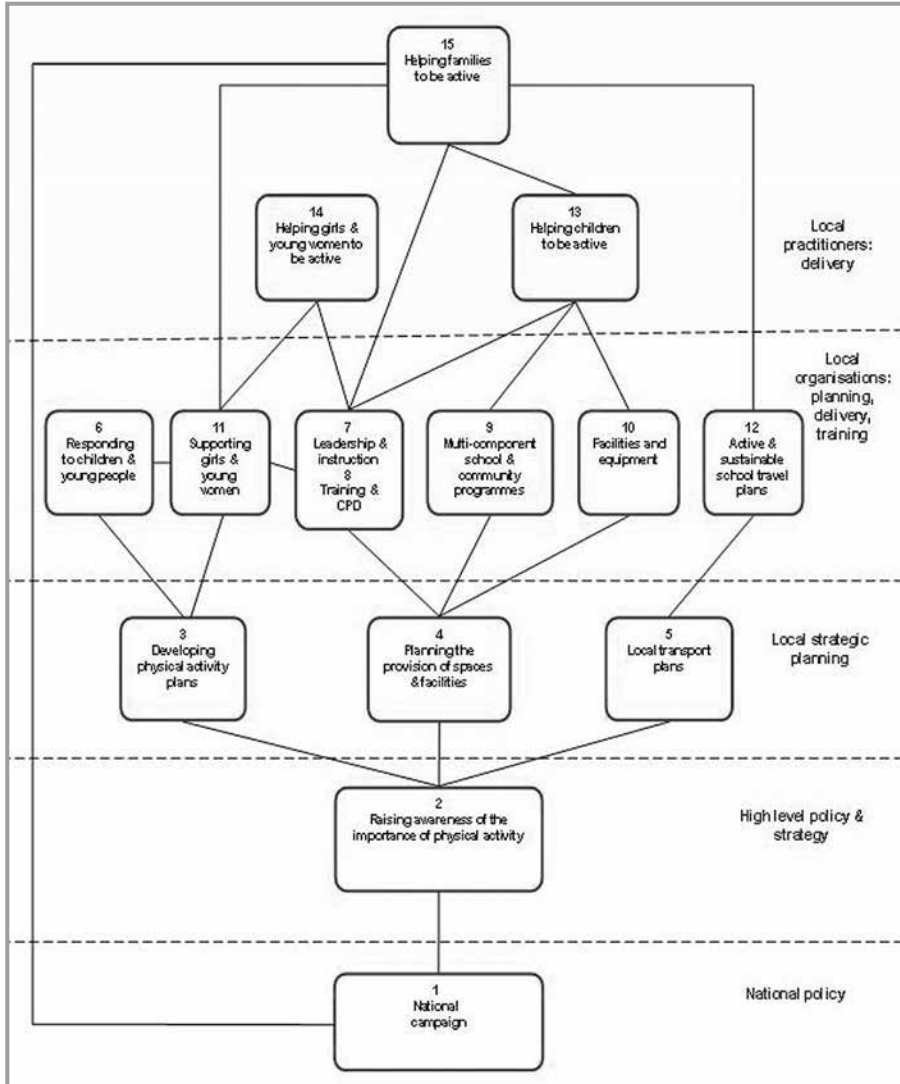 15
Helping families
to be active
14
Helping girls &
young women to
be active
13
Helping children
to be active
Local
practitioners:
delivery
Local
organisations:
planning,
delivery,
training
6
Responding
to children &
young people
11
Supporting
girls &
young
women
7
Leadership &
instruction
8
Training &
CPD
9
Multi-component
school &
community
programmes
10
Facilities and
equipment
12
Active &
sustainable
school travel
plans
3
Developing
physical activity
plans
4
Planning the
provision of spaces
& facilities
5
Local transport
plans
Local strategic
planning
2
Raising awareness of the
importance of physical activity
High level policy &
strategy
1
National
campaign
National policy